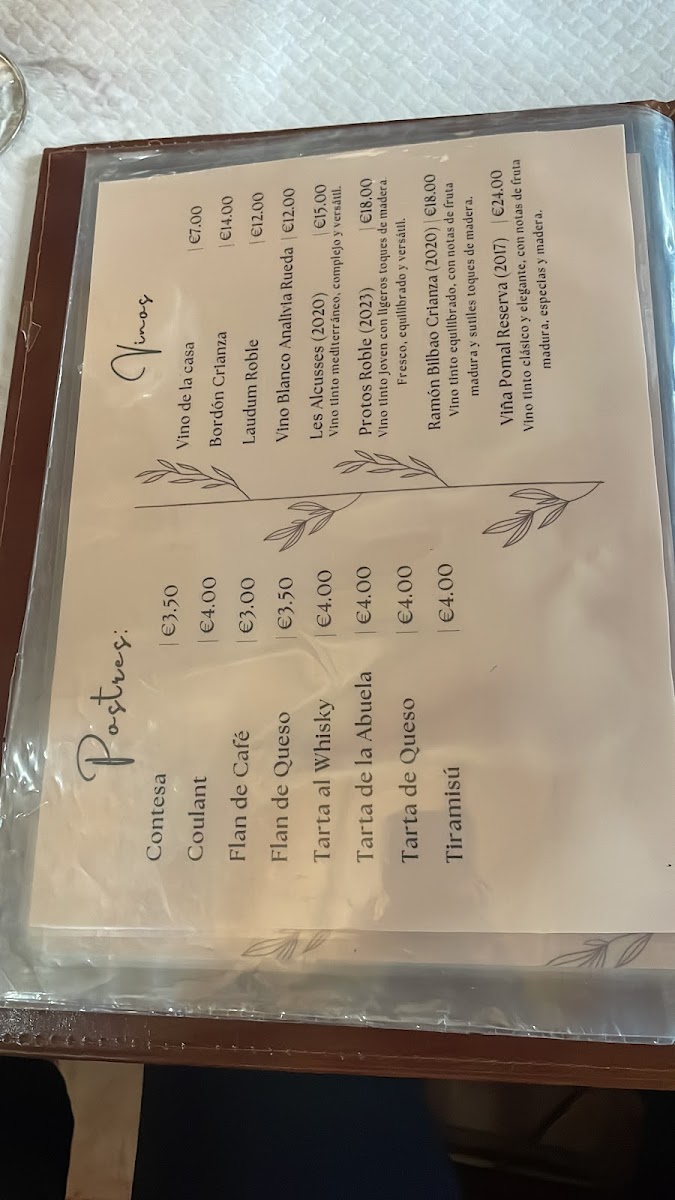 Postres:
Contesa | €3.50
Coulant | €4.00
Flan de Café | €3.00
Flan de Queso | €3.50
Tarta al Whisky | €4.00
Tarta de la Abuela | €4.00
Tarta de Queso | €4.00
Tiramisú | €4.00
Vinos
Vino de la casa | €7.00
Bordón Crianza | €14.00
Laudum Roble | €12.00
Vino Blanco Analivia Rueda | €12.00
Les Alcusses (2020) | €15.00
Vino tinto mediterráneo, complejo y versátil.
Protos Roble (2023) | €18.00
Vino tinto joven con ligeros toques de madera
Fresco, equilibrado y versátil.
Ramón Bilbao Crianza (2020) | €18.00
Vino tinto equilibrado, con notas de fruta
madura y sutiles toques de madera.
Viña Pomal Reserva (2017) | €24.00
Vino tinto clásico y elegante, con notas de fruta
madura, especias y madera.